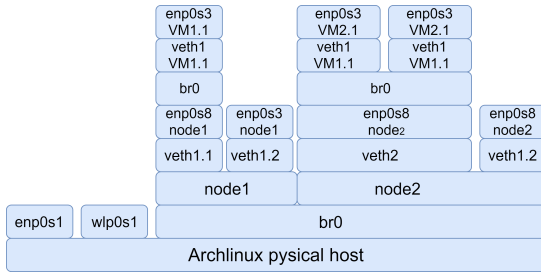 enp0s3
VM1.1
enp0s3
VM2.1
enp0s3
VM2.1
veth1
VM1.1
veth1
VM1.1
veth1
VM1.1
br0
br0
enp0s8
node1
enp0s3
node1
enp0s8
node2
enp0s8
node2
veth1.1
veth1.2
veth2
veth1.2
node1
node2
enp0s1
wlp0s1
br0
Archlinux pysical host